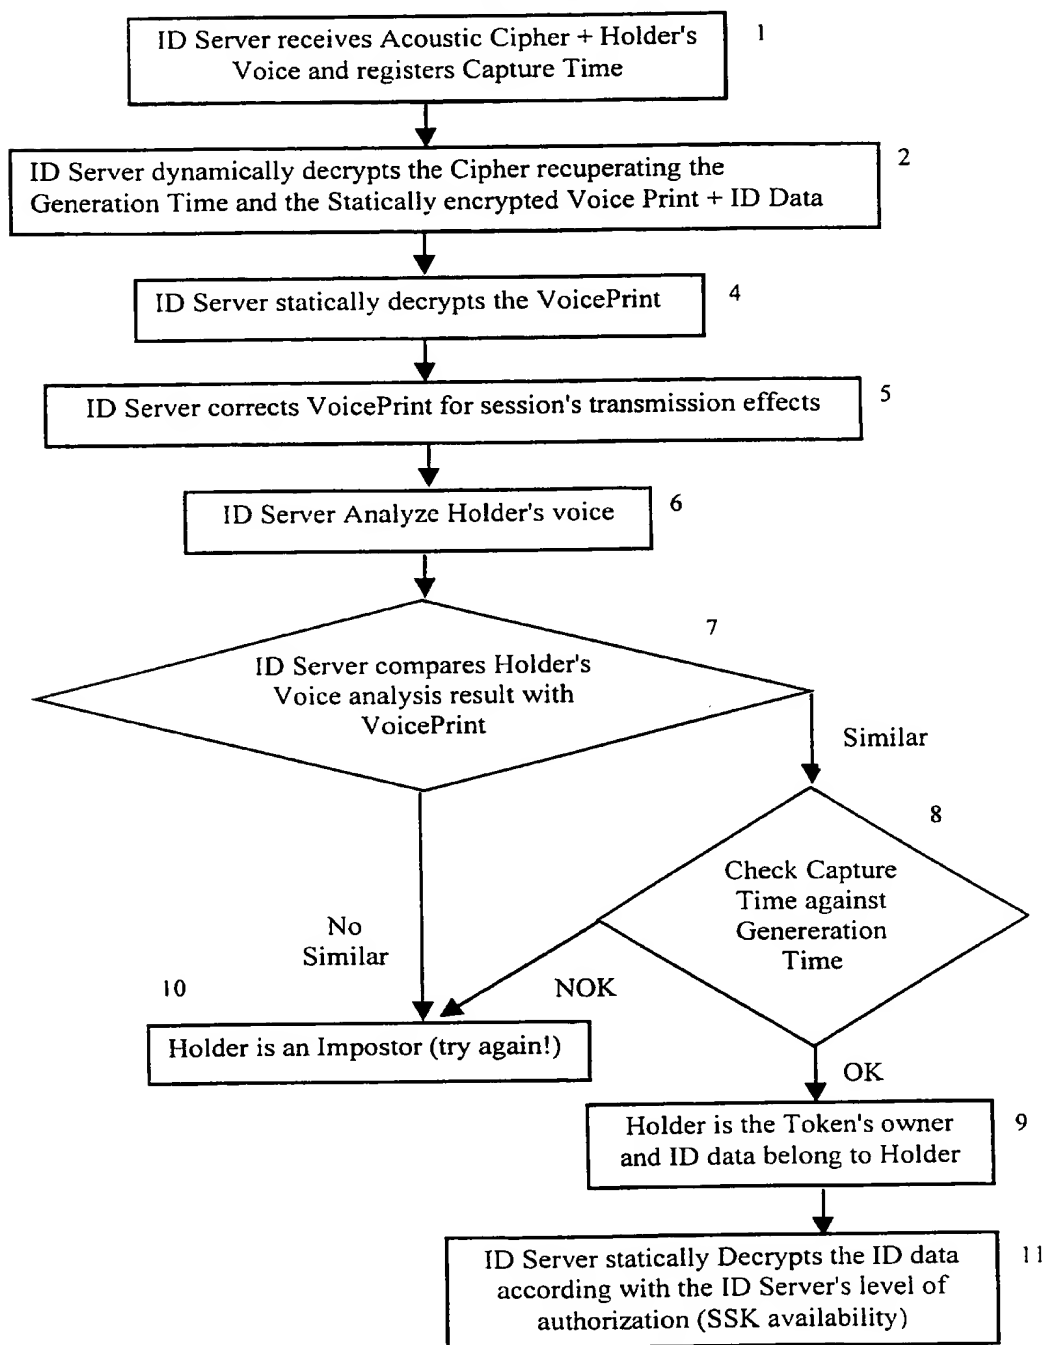 ID Server receives Acoustic Cipher + Holder's
Voice and registers Capture Time
1
ID Server dynamically decrypts the Cipher recuperating the
Generation Time and the Statically encrypted Voice Print + ID Data
2
ID Server statically decrypts the VoicePrint
4
ID Server corrects VoicePrint for session's transmission effects
5
ID Server Analyze Holder's voice
6
7
ID Server compares Holder's
Voice analysis result with
VoicePrint
Similar
8
Check Capture
Time against
Genereration
Time
No
Similar
NOK
10
Holder is an Impostor (try again!)
OK
Holder is the Token's owner
and ID data belong to Holder
9
ID Server statically Decrypts the ID data
according with the ID Server's level of
authorization (SSK availability)
11